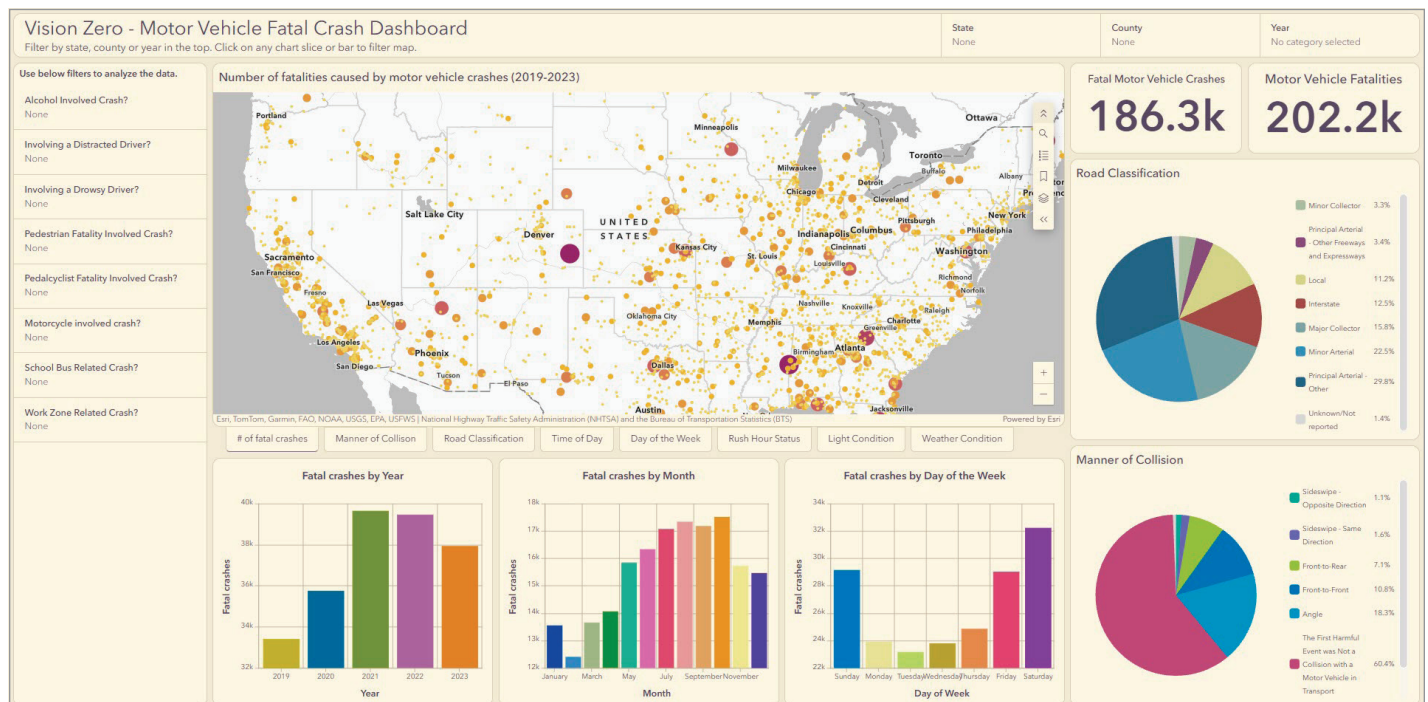 Vision Zero - Motor Vehicle Fatal Crash Dashboard
Filter by state, county or year in the top. Click on any chart slice or bar to filter map.
State
None
County
None
Year
No category selected
Use below filters to analyze the data.
Alcohol Involved Crash?
None
Involving a Distracted Driver?
None
Involving a Drowsy Driver?
None
Pedestrian Fatality Involved Crash?
None
Pedalcyclist Fatality Involved Crash?
None
Motorcycle involved crash?
None
School Bus Related Crash?
None
Work Zone Related Crash?
None
Number of fatalities caused by motor vehicle crashes (2019-2023)
Portland
Minneapolis
Ottawa
Toronto
Milwaukee
Buffalo
Albany
Detroit
Chicago
Cleveland
Salt Lake City
New York
Pittsburgh
Philadelphia
UNITED
STATES
Denver
Indianapolis
Columbus
Kansas City
Cincinnati
Washington
Sacramento
St. Louis
Louisville
San Francisco
Richmond
Norfolk
Fresno
Las Vegas
Nashville
Knoxville
Raleigh
Oklahoma City
Memphis
Charlotte
Greenville
Los Angeles
Phoenix
Birmingham
Atlanta
San Diego
Dallas
Tucson
El Paso
Austin
Jacksonville
Esri, TomTom, Garmin, FAO, NOAA, USGS, EPA, USFWS | National Highway Traffic Safety Administration (NHTSA) and the Bureau of Transportation Statistics (BTS)
Powered by Esri
# of fatal crashes
Manner of Collison
Road Classification
Time of Day
Day of the Week
Rush Hour Status
Light Condition
Weather Condition
Fatal crashes by Year
40k
38k
36k
34k
32k
Fatal crashes
2019
2020
2021
2022
2023
Year
Fatal crashes by Month
18k
17k
16k
15k
14k
13k
12k
Fatal crashes
January
March
May
July
September
November
Month
Fatal crashes by Day of the Week
34k
32k
30k
28k
26k
24k
22k
Fatal crashes
Sunday
Monday
Tuesday
Wednesday
Thursday
Friday
Saturday
Day of Week
Fatal Motor Vehicle Crashes
186.3k
Motor Vehicle Fatalities
202.2k
Road Classification
Minor Collector 3.3%
Principal Arterial
- Other Freeways 3.4%
and Expressways
Local 11.2%
Interstate 12.5%
Major Collector 15.8%
Minor Arterial 22.5%
Principal Arterial - 29.8%
Other
Unknown/Not 1.4%
reported
Manner of Collision
Sideswipe - 1.1%
Opposite Direction
Sideswipe - Same 1.6%
Direction
Front-to-Rear 7.1%
Front-to-Front 10.8%
Angle 18.3%
The First Harmful
Event was Not a
Collision with a 60.4%
Motor Vehicle in
Transport